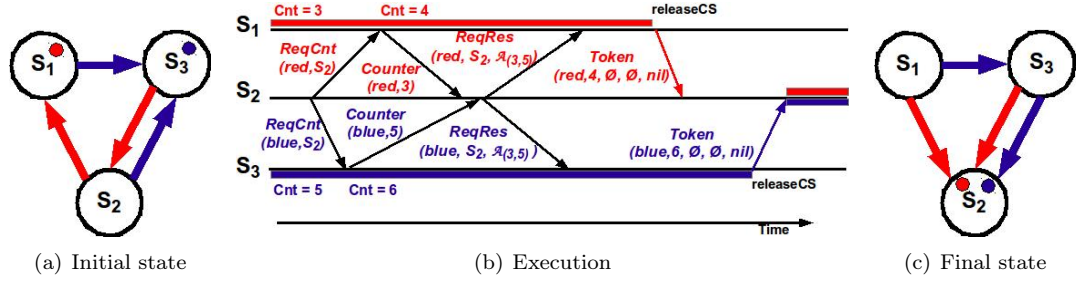 S1
S3
S2
(a) Initial state
Cnt = 3
Cnt = 4
releaseCS
S1
ReqCnt
(red,S2)
Counter
(red,3)
ReqRes
(red, S2, A(3,5))
Token
(red,4, Ø, Ø, nil)
S2
ReqCnt
(blue,S2)
Counter
(blue,5)
ReqRes
(blue, S2, A(3,5) )
Token
(blue,6, Ø, Ø, nil)
S3
Cnt = 5
Cnt = 6
releaseCS
Time
(b) Execution
S1
S3
S2
(c) Final state